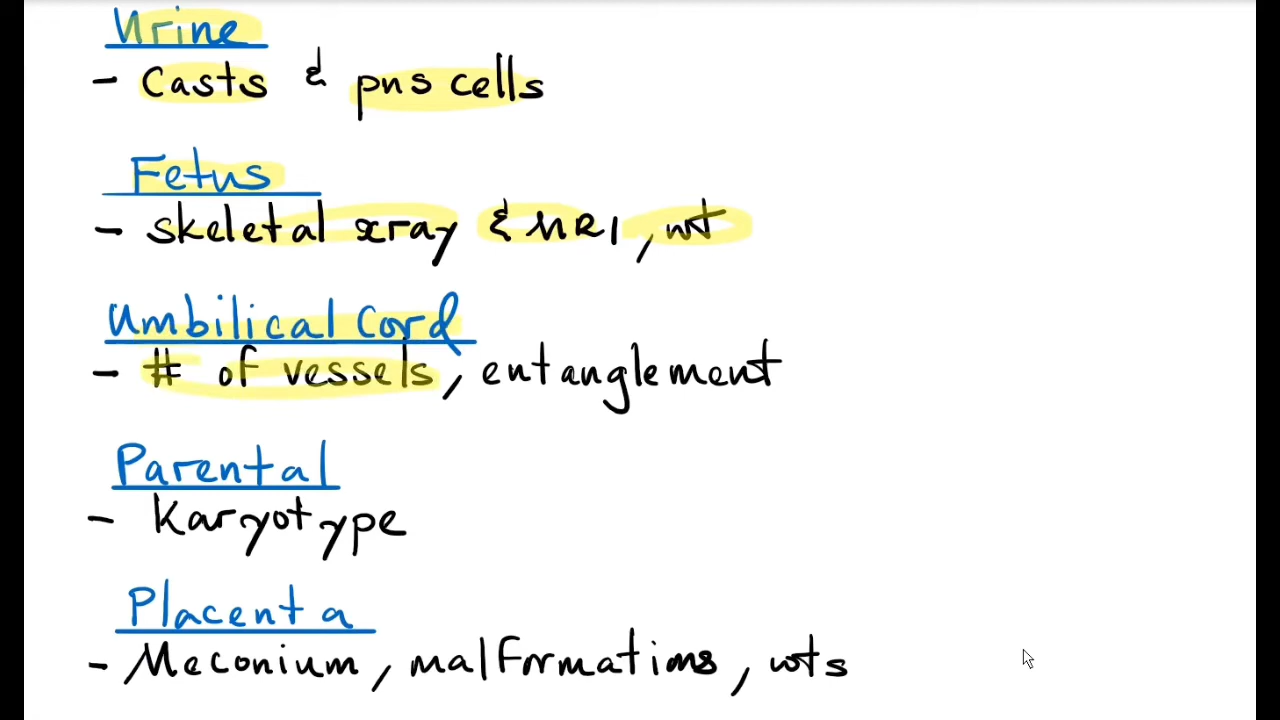 Urine
- Casts & pus cells
Fetus
- skeletal xray & MRI, wt
Umbilical Cord
- # of vessels, entanglement
Parental
- Karyotype
Placenta
- Meconium, malformations, wts